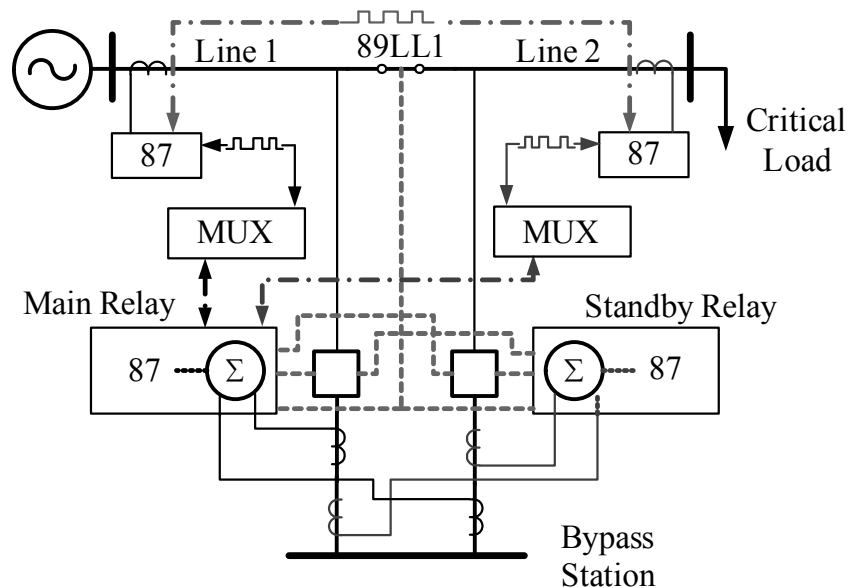 Line 1
89LL1
Line 2
87
87
Critical
Load
MUX
MUX
Main Relay
Standby Relay
87
Σ
Σ
87
Bypass
Station